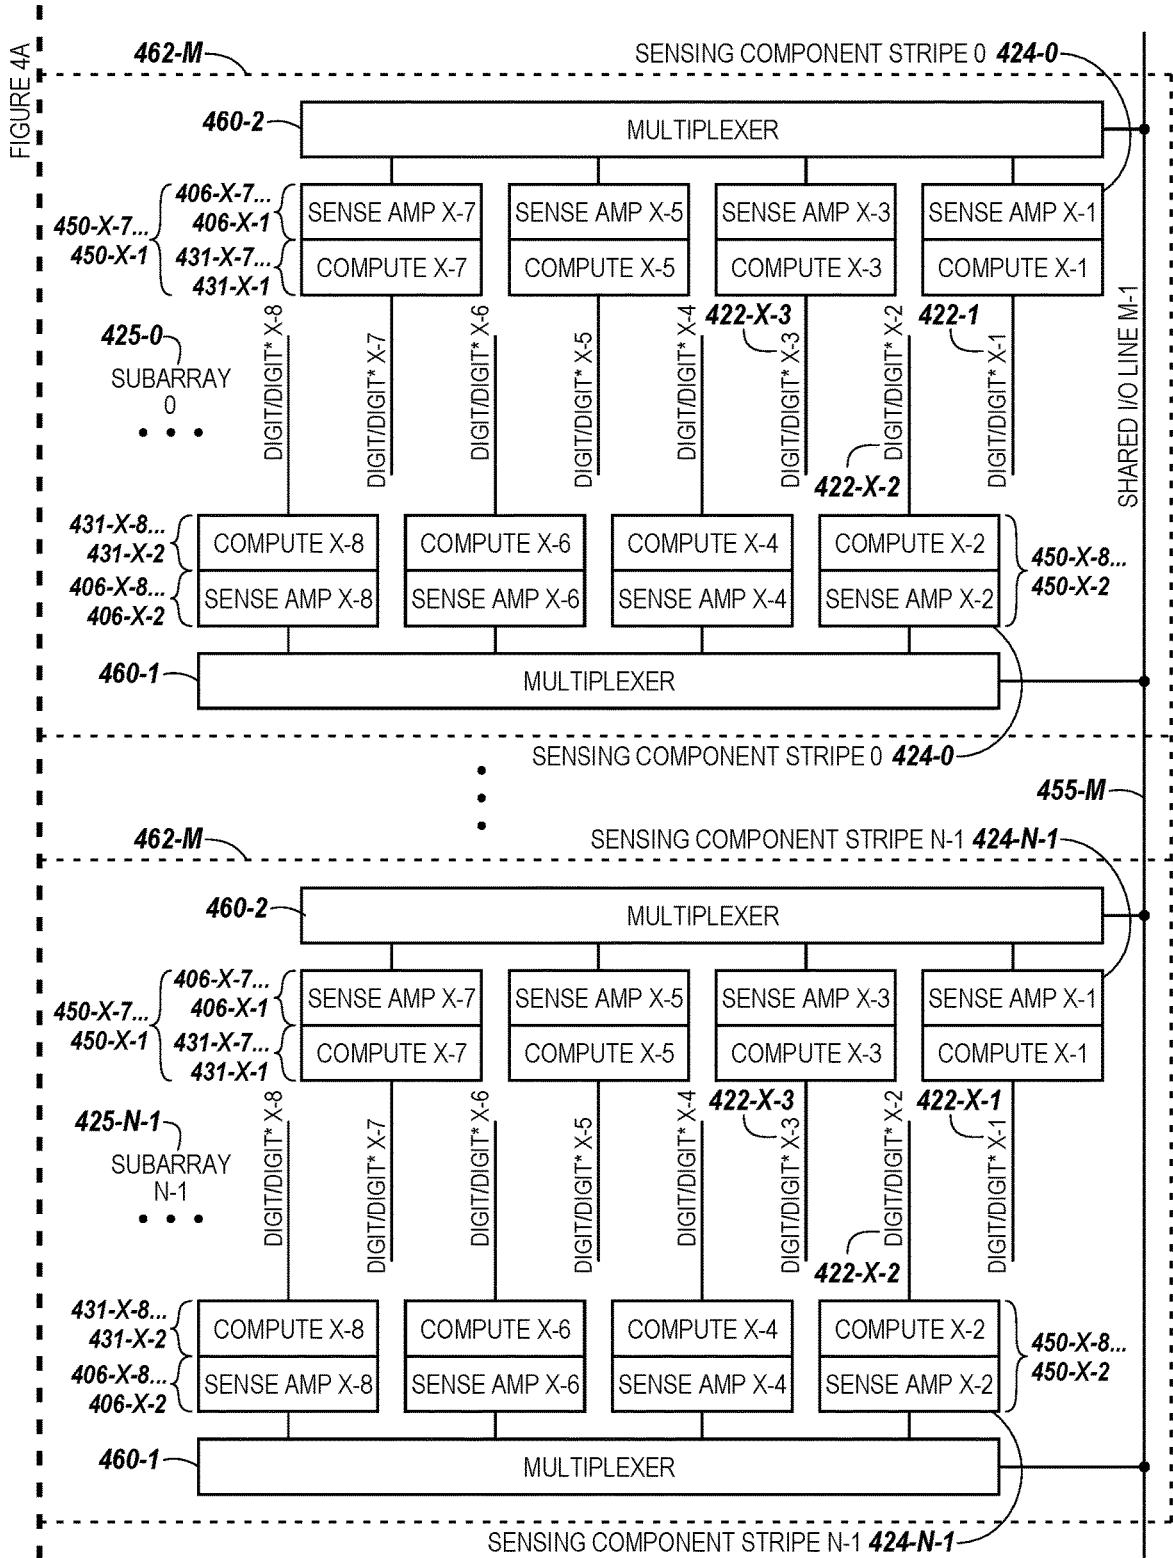 FIGURE 4A
462-M
SENSING COMPONENT STRIPE 0 424-0
460-2
MULTIPLEXER
450-X-7...
450-X-1
406-X-7...
406-X-1
431-X-7...
431-X-1
SENSE AMP X-7
SENSE AMP X-5
SENSE AMP X-3
SENSE AMP X-1
COMPUTE X-7
COMPUTE X-5
COMPUTE X-3
COMPUTE X-1
425-0
SUBARRAY
0
• • •
DIGIT/DIGIT* X-8
DIGIT/DIGIT* X-7
DIGIT/DIGIT* X-6
DIGIT/DIGIT* X-5
DIGIT/DIGIT* X-4
422-X-3
DIGIT/DIGIT* X-3
DIGIT/DIGIT* X-2
422-X-2
422-1
DIGIT/DIGIT* X-1
SHARED I/O LINE M-1
431-X-8...
431-X-2
406-X-8...
406-X-2
COMPUTE X-8
COMPUTE X-6
COMPUTE X-4
COMPUTE X-2
SENSE AMP X-8
SENSE AMP X-6
SENSE AMP X-4
SENSE AMP X-2
450-X-8...
450-X-2
460-1
MULTIPLEXER
SENSING COMPONENT STRIPE 0 424-0
455-M
462-M
SENSING COMPONENT STRIPE N-1 424-N-1
460-2
MULTIPLEXER
450-X-7...
450-X-1
406-X-7...
406-X-1
431-X-7...
431-X-1
SENSE AMP X-7
SENSE AMP X-5
SENSE AMP X-3
SENSE AMP X-1
COMPUTE X-7
COMPUTE X-5
COMPUTE X-3
COMPUTE X-1
425-N-1
SUBARRAY
N-1
• • •
DIGIT/DIGIT* X-8
DIGIT/DIGIT* X-7
DIGIT/DIGIT* X-6
DIGIT/DIGIT* X-5
DIGIT/DIGIT* X-4
422-X-3
DIGIT/DIGIT* X-3
DIGIT/DIGIT* X-2
422-X-2
422-X-1
DIGIT/DIGIT* X-1
431-X-8...
431-X-2
406-X-8...
406-X-2
COMPUTE X-8
COMPUTE X-6
COMPUTE X-4
COMPUTE X-2
SENSE AMP X-8
SENSE AMP X-6
SENSE AMP X-4
SENSE AMP X-2
450-X-8...
450-X-2
460-1
MULTIPLEXER
SENSING COMPONENT STRIPE N-1 424-N-1